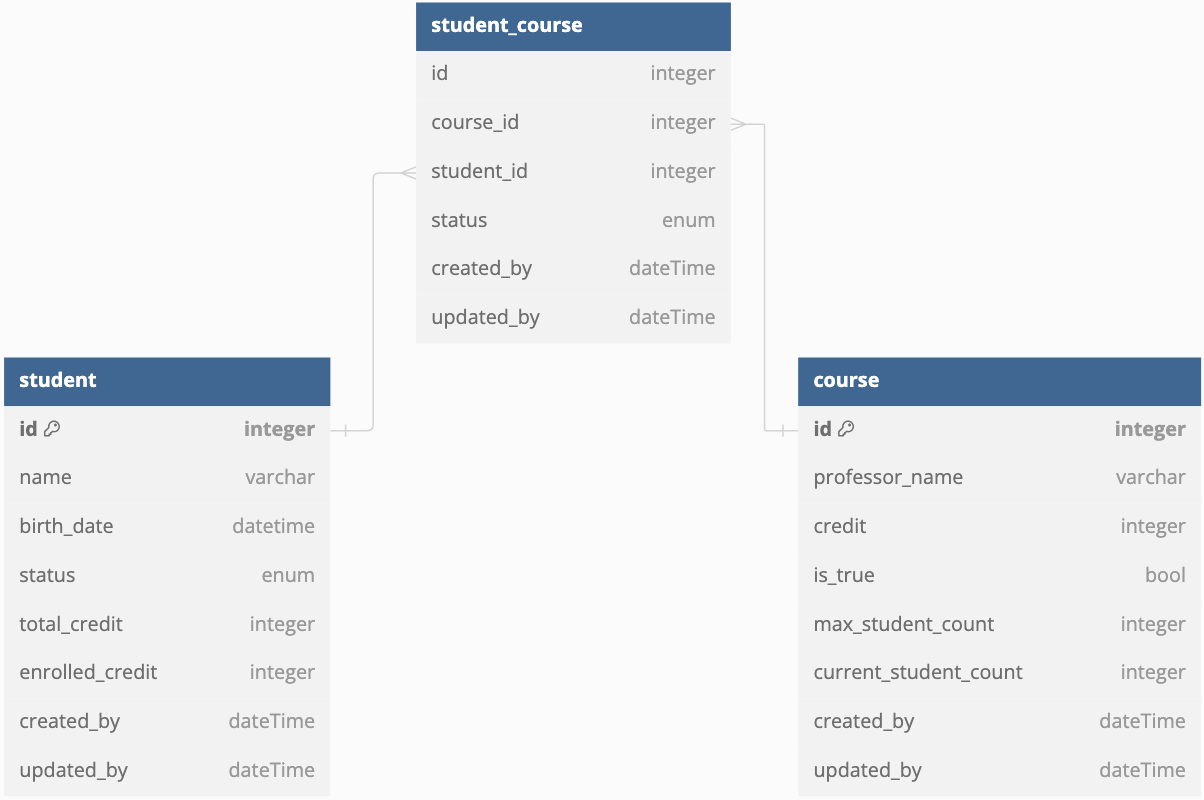 student_course
id integer
course_id integer
student_id integer
status enum
created_by dateTime
updated_by dateTime
student
id integer
name varchar
birth_date datetime
status enum
total_credit integer
enrolled_credit integer
created_by dateTime
updated_by dateTime
course
id integer
professor_name varchar
credit integer
is_true bool
max_student_count integer
current_student_count integer
created_by dateTime
updated_by dateTime